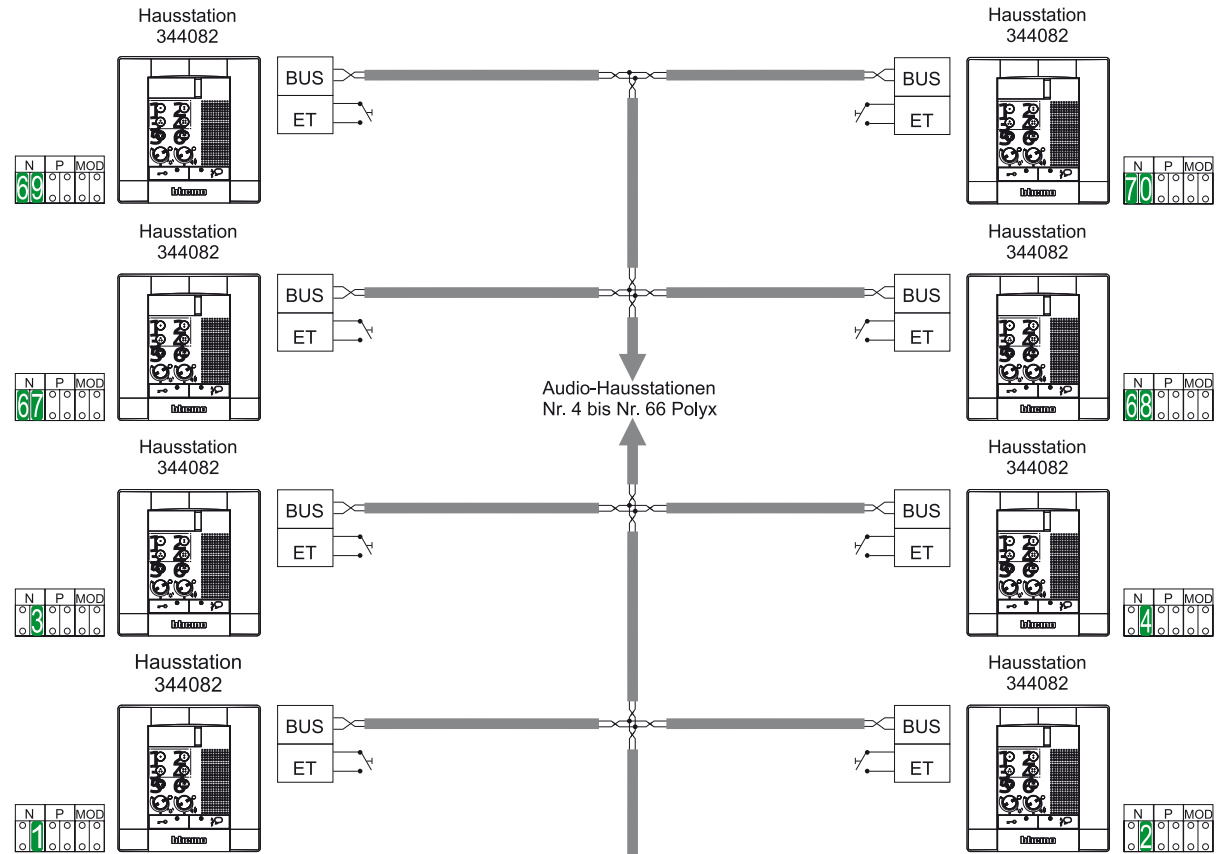 Hausstation
344082
Hausstation
344082
BUS
ET
BUS
ET
N P MOD
69
N P MOD
70
Hausstation
344082
Hausstation
344082
BUS
ET
BUS
ET
Audio-Hausstationen
Nr. 4 bis Nr. 66 Polyx
N P MOD
67
N P MOD
68
Hausstation
344082
Hausstation
344082
BUS
ET
BUS
ET
N P MOD
3
N P MOD
4
Hausstation
344082
Hausstation
344082
BUS
ET
BUS
ET
N P MOD
1
N P MOD
2